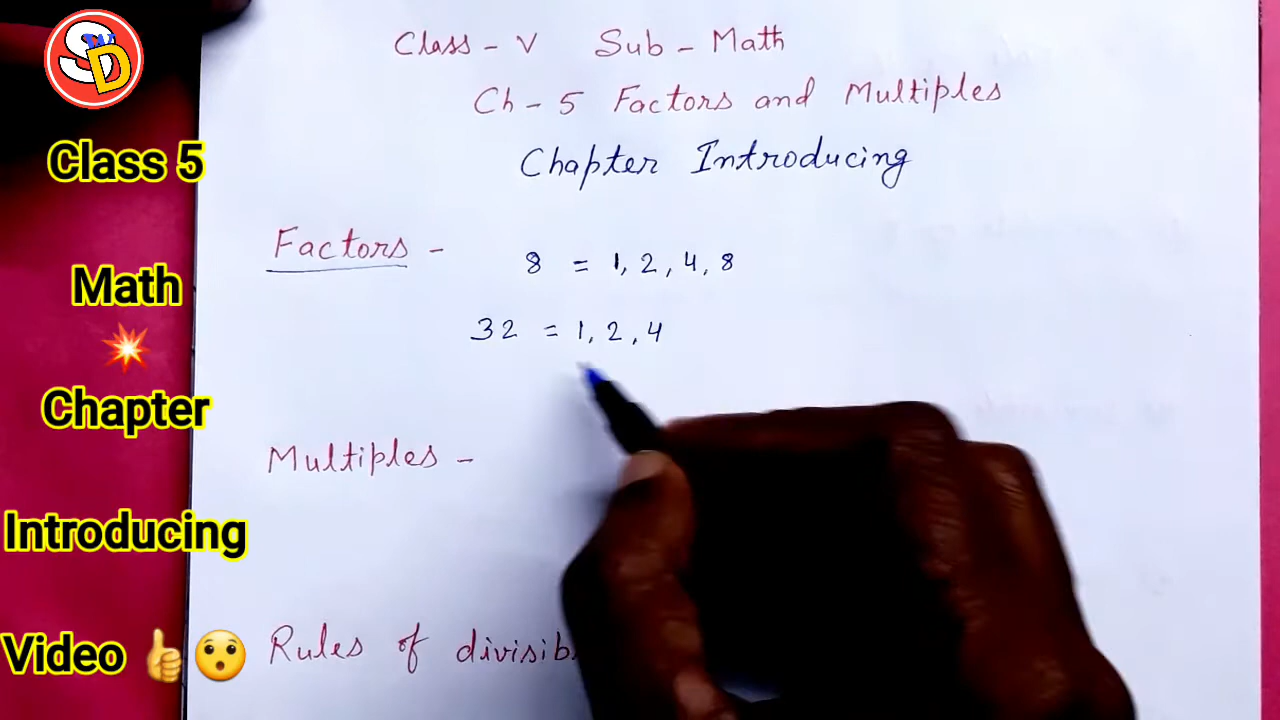 SWD
Class - V Sub - Math
Ch - 5 Factors and Multiples
Chapter Introducing
Class 5
Factors -
8 = 1, 2, 4, 8
Math
32 = 1, 2, 4
Chapter
Multiples -
Introducing
Video 👍😯
Rules of